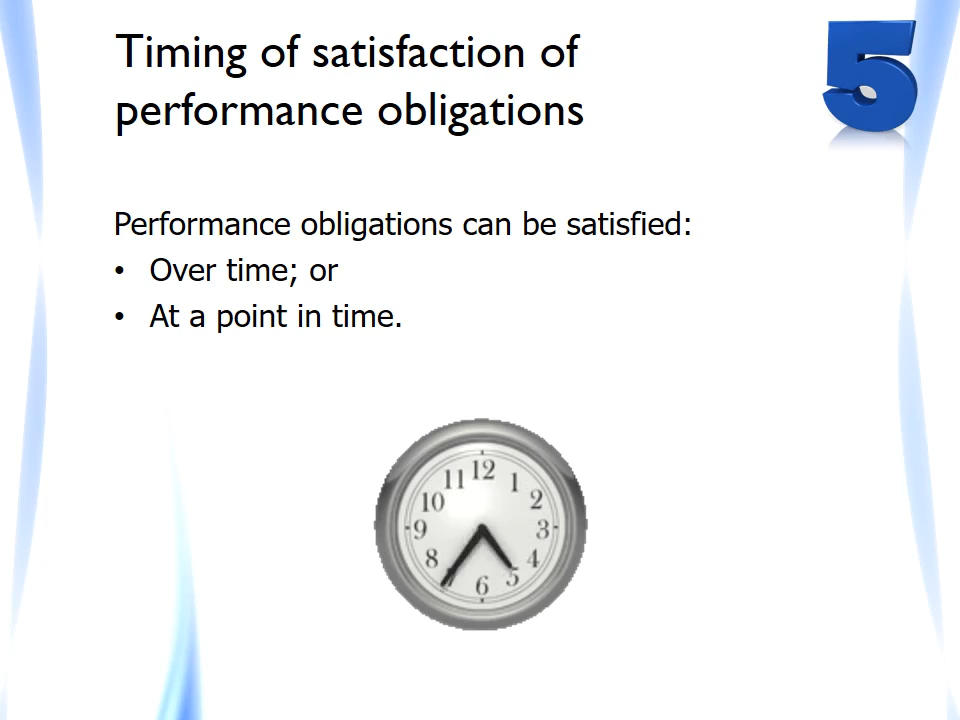 Timing of satisfaction of
performance obligations
5
Performance obligations can be satisfied:
• Over time; or
• At a point in time.
12
11 1
10 2
9 3
8 4
7 5
6